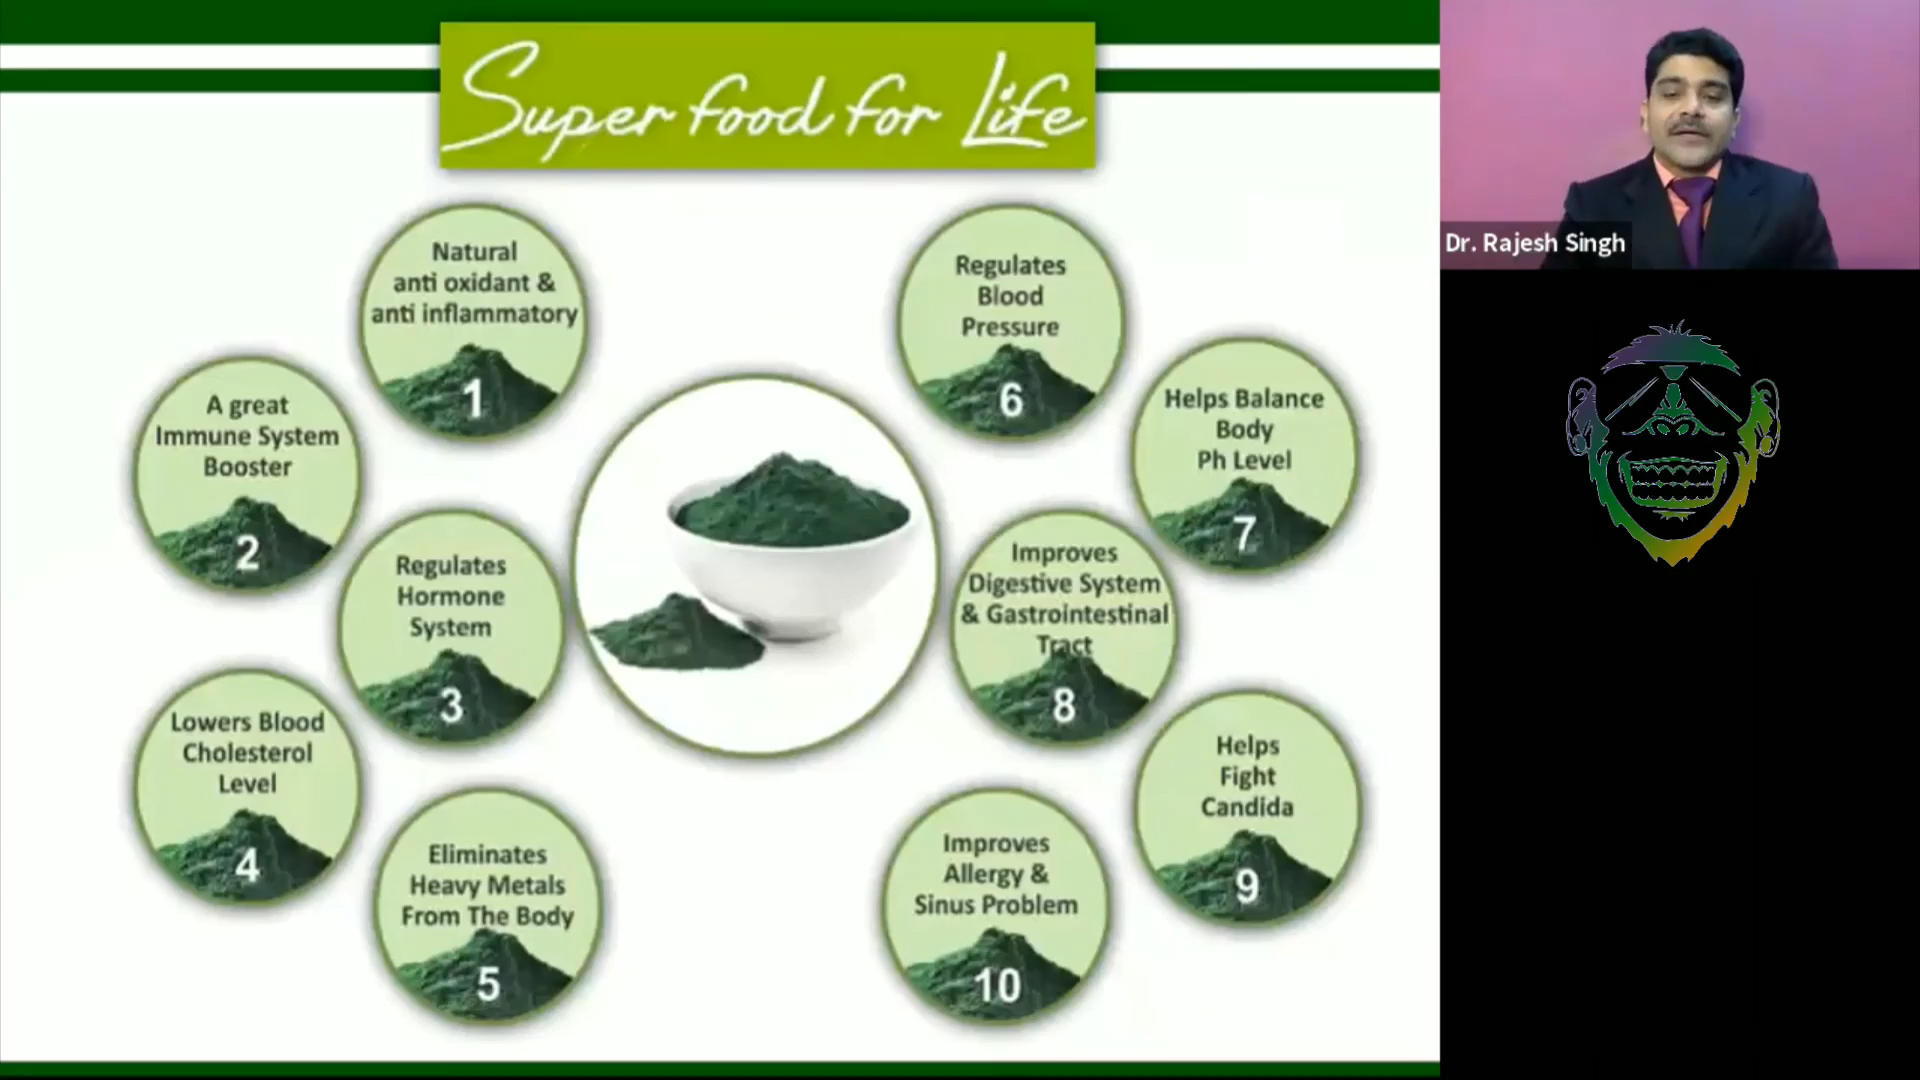 Super food for Life
Natural
anti oxidant &
anti inflammatory
1
A great
Immune System
Booster
2
Regulates
Hormone
System
3
Lowers Blood
Cholesterol
Level
4
Eliminates
Heavy Metals
From The Body
5
Regulates
Blood
Pressure
6
Helps Balance
Body
Ph Level
7
Improves
Digestive System
& Gastrointestinal
Tract
8
Helps
Fight
Candida
9
Improves
Allergy &
Sinus Problem
10
Dr. Rajesh Singh